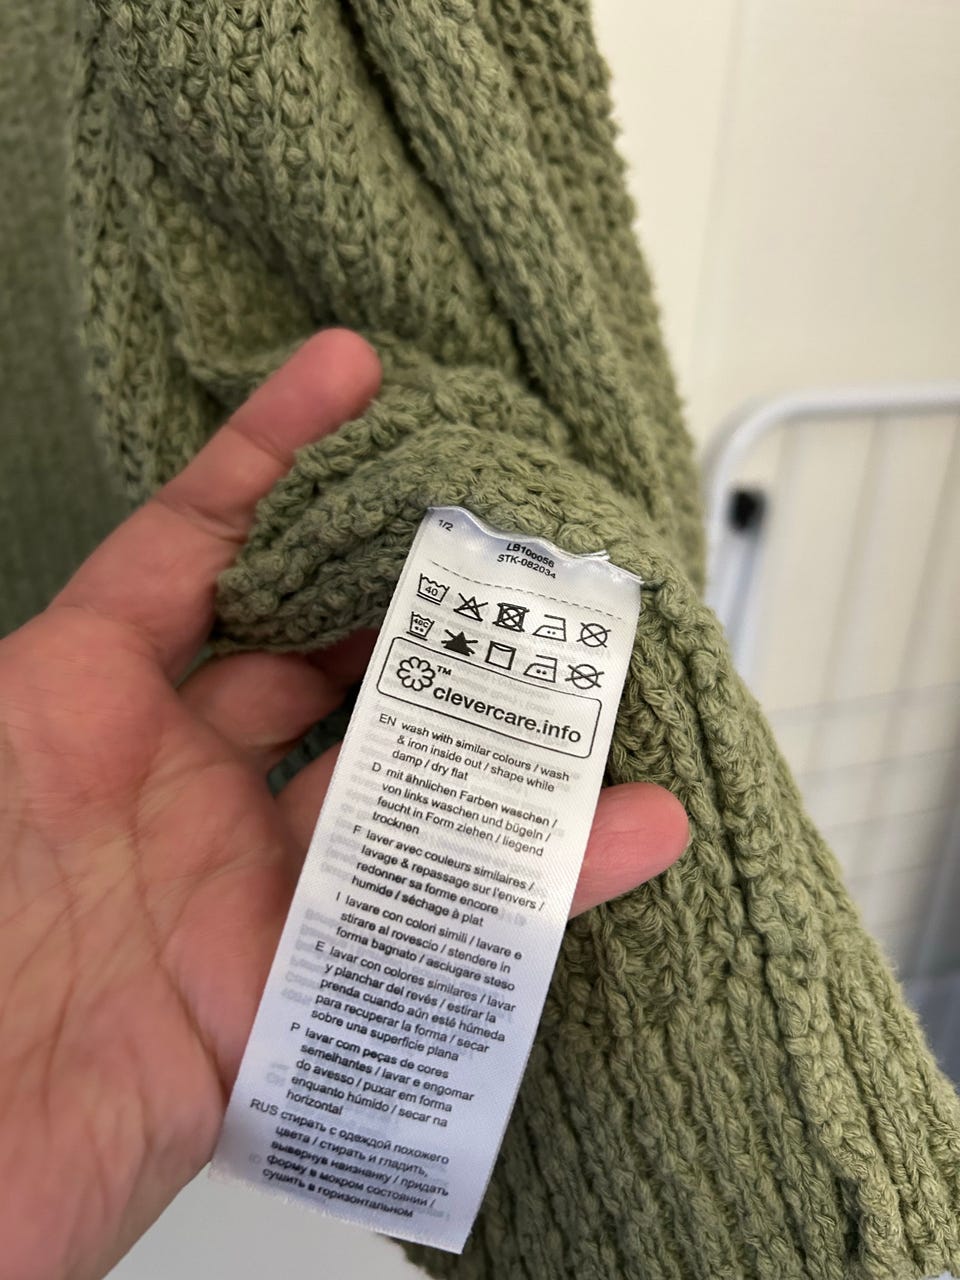 1/2
LB100056
STK-082034
40
40C
™
clevercare.info
EN wash with similar colours / wash
& iron inside out / shape while
damp / dry flat
D mit ähnlichen Farben waschen /
von links waschen und bügeln /
feucht in Form ziehen / liegend
trocknen
F laver avec couleurs similaires /
lavage & repassage sur l'envers /
redonner sa forme encore
humide / séchage à plat
I lavare con colori simili / lavare e
stirare al rovescio / stendere in
forma bagnato / asciugare steso
E lavar con colores similares / lavar
y planchar del revés / estirar la
prenda cuando aún esté húmeda
para recuperar la forma / secar
sobre una superficie plana
P lavar com peças de cores
semelhantes / lavar e engomar
do avesso / puxar em forma
enquanto húmido / secar na
horizontal
RUS стирать с одеждой похожего
цвета / стирать и гладить,
вывернув наизнанку / придать
форму в мокром состоянии /
сушить в горизонтальном